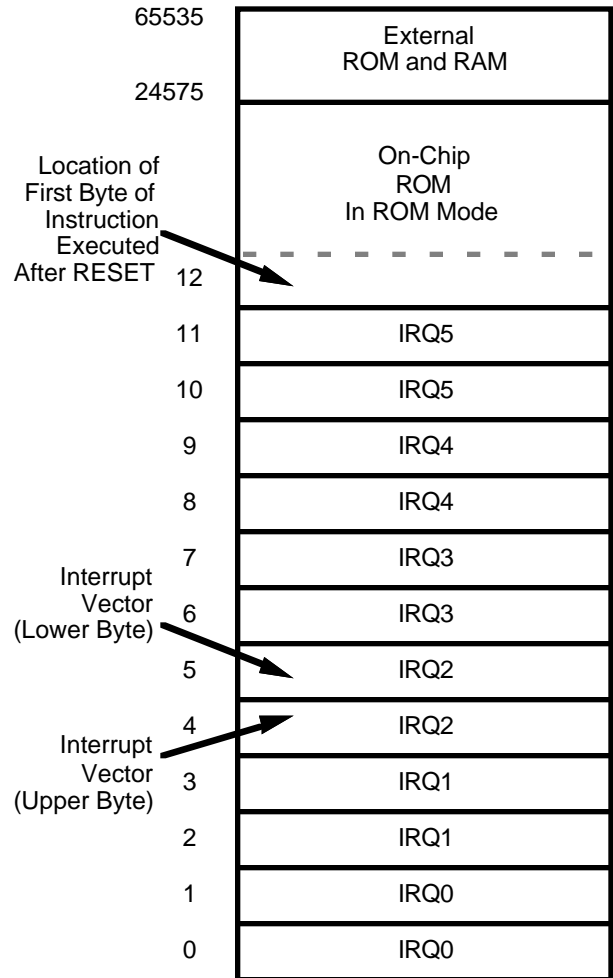 65535
External
ROM and RAM
24575
On-Chip
ROM
In ROM Mode
Location of
First Byte of
Instruction
Executed
After RESET
12
11
IRQ5
10
IRQ5
9
IRQ4
8
IRQ4
7
IRQ3
Interrupt
Vector
(Lower Byte)
6
IRQ3
5
IRQ2
4
IRQ2
Interrupt
Vector
(Upper Byte)
3
IRQ1
2
IRQ1
1
IRQ0
0
IRQ0